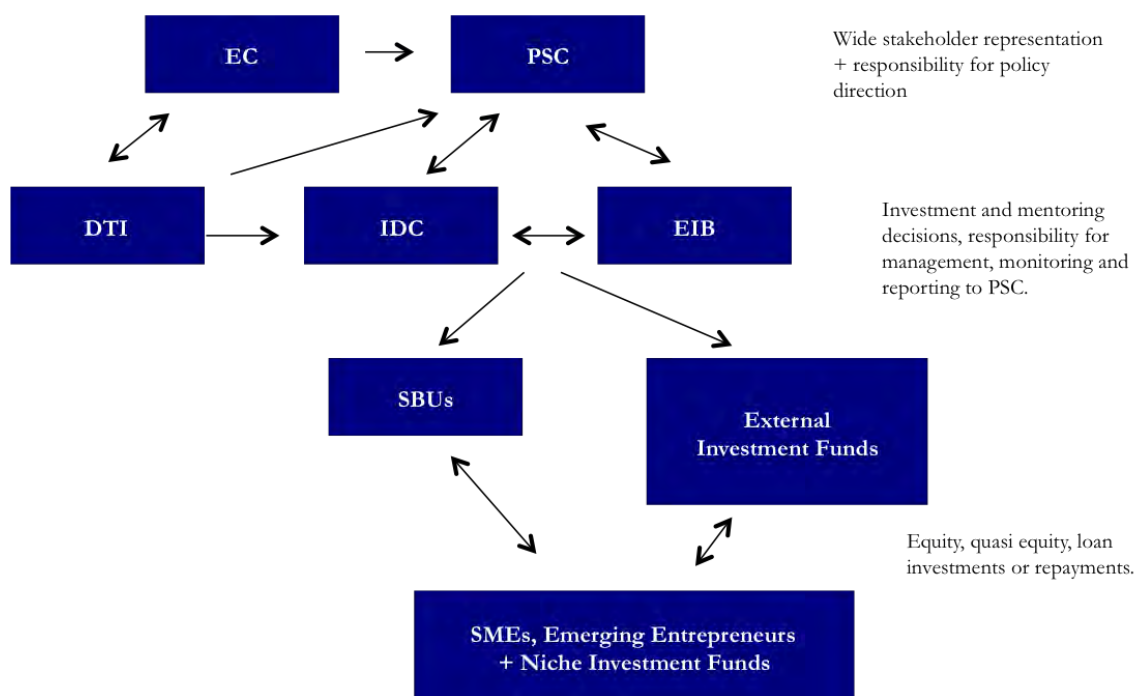 EC
PSC
Wide stakeholder representation
+ responsibility for policy
direction
DTI
IDC
EIB
Investment and mentoring
decisions, responsibility for
management, monitoring and
reporting to PSC.
SBUs
External
Investment Funds
Equity, quasi equity, loan
investments or repayments.
SMEs, Emerging Entrepreneurs
+ Niche Investment Funds